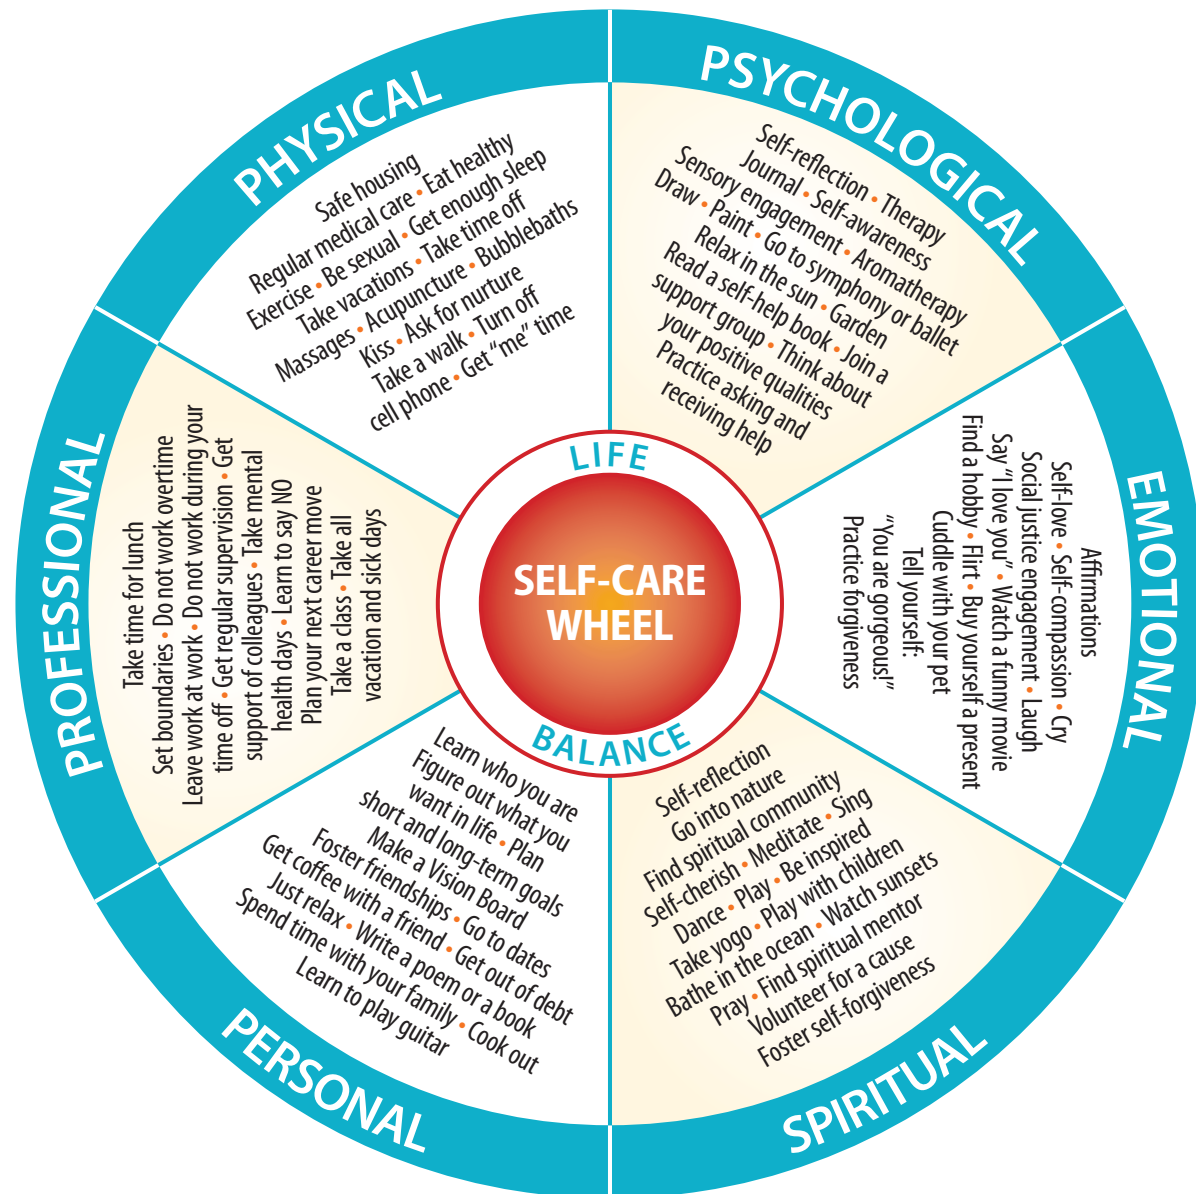 PHYSICAL
Safe housing
Regular medical care • Eat healthy
Exercise • Be sexual • Get enough sleep
Take vacations • Take time off
Massages • Acupuncture • Bubblebaths
Kiss • Ask for nurture
Take a walk • Turn off
cell phone • Get "me" time
PSYCHOLOGICAL
Self-reflection • Therapy
Journal • Self-awareness
Sensory engagement • Aromatherapy
Draw • Paint • Go to symphony or ballet
Relax in the sun • Garden
Read a self-help book • Join a
support group • Think about
your positive qualities
Practice asking and
receiving help
EMOTIONAL
Affirmations
Self-love • Self-compassion • Cry
Social justice engagement • Laugh
Say "I love you" • Watch a funny movie
Find a hobby • Flirt • Buy yourself a present
Cuddle with your pet
Tell yourself:
"You are gorgeous!"
Practice forgiveness
SPIRITUAL
Self-reflection
Go into nature
Find spiritual community
Self-cherish • Meditate • Sing
Dance • Play • Be inspired
Take yogo • Play with children
Bathe in the ocean • Watch sunsets
Pray • Find spiritual mentor
Volunteer for a cause
Foster self-forgiveness
PERSONAL
Learn who you are
Figure out what you
want in life • Plan
short and long-term goals
Make a Vision Board
Foster friendships • Go to dates
Get coffee with a friend • Get out of debt
Just relax • Write a poem or a book
Spend time with your family • Cook out
Learn to play guitar
PROFESSIONAL
Take time for lunch
Set boundaries • Do not work overtime
Leave work at work • Do not work during your
time off • Get regular supervision • Get
support of colleagues • Take mental
health days • Learn to say NO
Plan your next career move
Take a class • Take all
vacation and sick days
LIFE
SELF-CARE
WHEEL
BALANCE